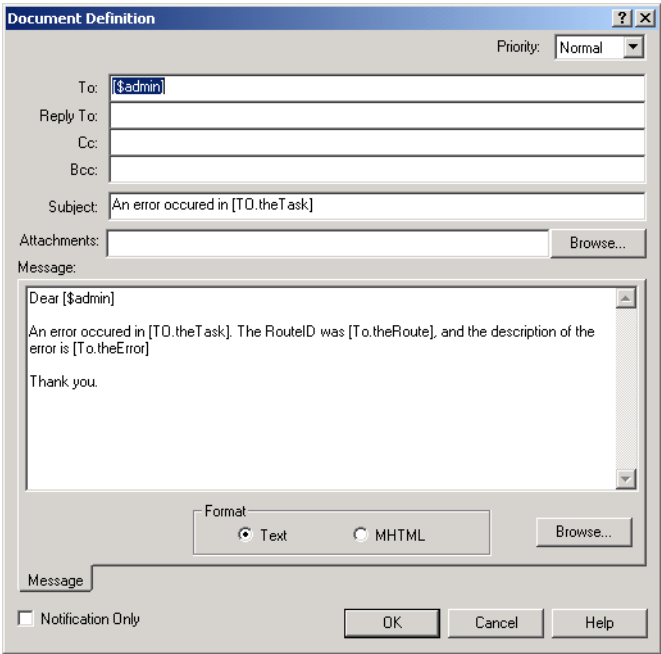 Document Definition
Priority: Normal
To: [$admin]
Reply To:
Cc:
Bcc:
Subject: An error occured in [TO.theTask]
Attachments: Browse...
Message:
Dear [$admin]
An error occured in [TO.theTask]. The RouteID was [To.theRoute], and the description of the
error is [To.theError]
Thank you.
Format
Text MHTML
Browse...
Message
Notification Only OK Cancel Help